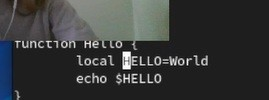 function Hello {
local HELLO=World
echo $HELLO
}